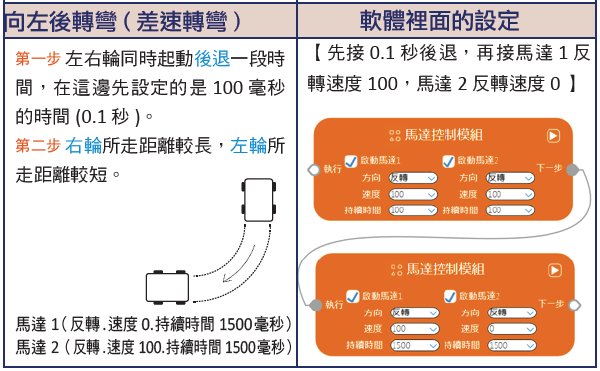 向左後轉彎(差速轉彎)
第一步 左右輪同時起動後退一段時
間,在這邊先設定的是 100 毫秒
的時間 (0.1 秒)。
第二步 右輪所走距離較長,左輪所
走距離較短。
馬達 1(反轉.速度 0.持續時間 1500毫秒)
馬達 2(反轉.速度 100.持續時間 1500毫秒)
軟體裡面的設定
【 先接 0.1 秒後退,再接馬達 1 反
轉速度 100,馬達 2 反轉速度 0 】
馬達控制模組
執行
啟動馬達1
啟動馬達2
下一步
方向 反轉
方向 反轉
速度 100
速度 100
持續時間 100
持續時間 100
馬達控制模組
執行
啟動馬達1
啟動馬達2
下一步
方向 反轉
方向 反轉
速度 100
速度 0
持續時間 1500
持續時間 1500